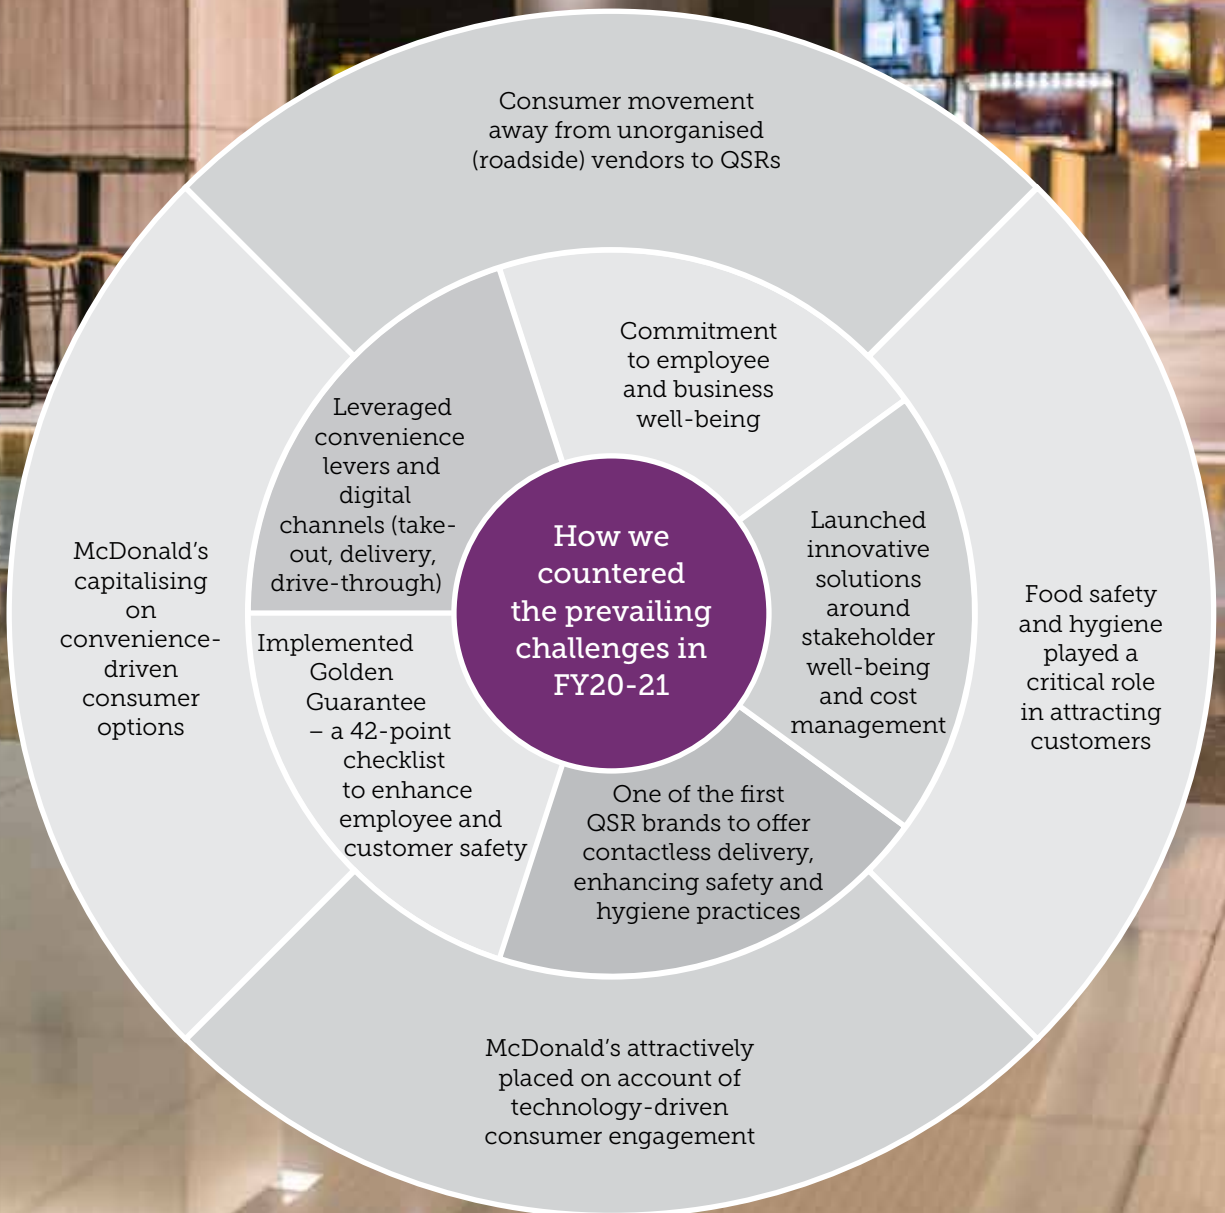 Consumer movement
away from unorganised
(roadside) vendors to QSRs
Commitment
to employee
and business
well-being
Leveraged
convenience
levers and
digital
channels (take-
out, delivery,
drive-through)
How we
countered
the prevailing
challenges in
FY20-21
Launched
innovative
solutions
around
stakeholder
well-being
and cost
management
McDonald's
capitalising
on
convenience-
driven
consumer
options
Food safety
and hygiene
played a
critical role
in attracting
customers
Implemented
Golden
Guarantee
– a 42-point
checklist
to enhance
employee and
customer safety
One of the first
QSR brands to offer
contactless delivery,
enhancing safety and
hygiene practices
McDonald's attractively
placed on account of
technology-driven
consumer engagement